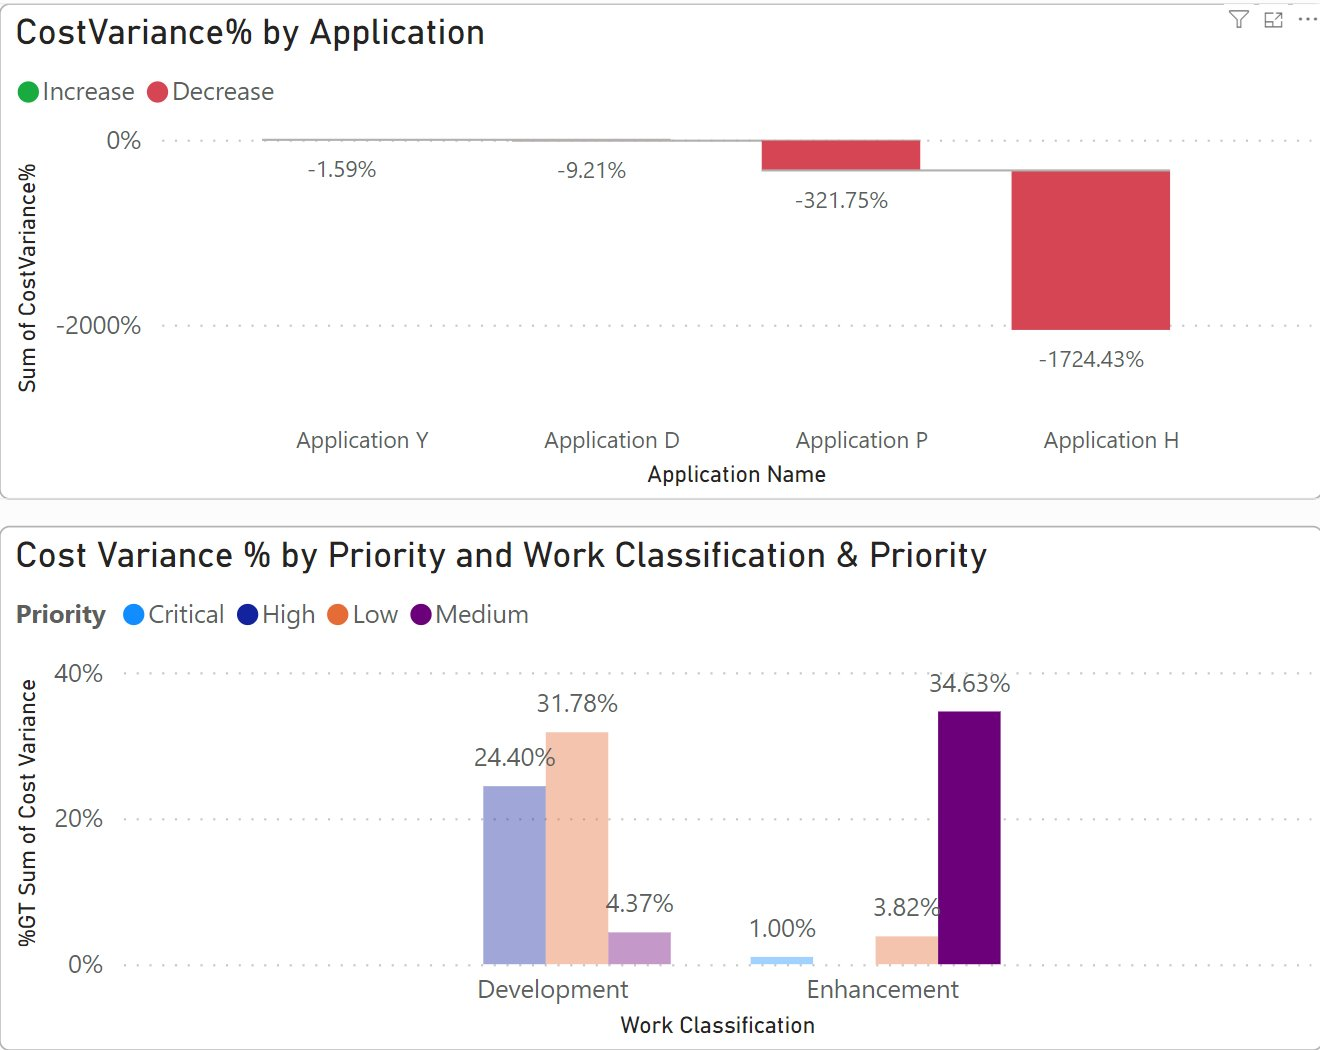 CostVariance% by Application
Increase Decrease
0%
-1.59%
-9.21%
-321.75%
-2000%
-1724.43%
Sum of CostVariance%
Application Y Application D Application P Application H
Application Name
Cost Variance % by Priority and Work Classification & Priority
Priority Critical High Low Medium
40%
34.63%
31.78%
24.40%
20%
4.37%
3.82%
1.00%
0%
%GT Sum of Cost Variance
Development Enhancement
Work Classification